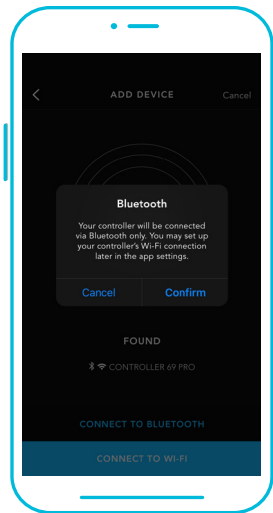 ADD DEVICE Cancel
Bluetooth
Your controller will be connected
via Bluetooth only. You may set up
your controller's Wi-Fi connection
later in the app settings.
Cancel Confirm
FOUND
CONTROLLER 69 PRO
CONNECT TO BLUETOOTH
CONNECT TO WI-FI